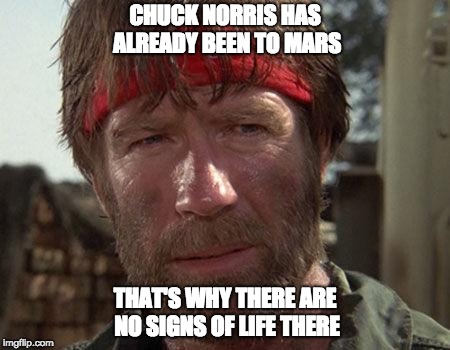 CHUCK NORRIS HAS
ALREADY BEEN TO MARS
THAT'S WHY THERE ARE
NO SIGNS OF LIFE THERE
imgflip.com